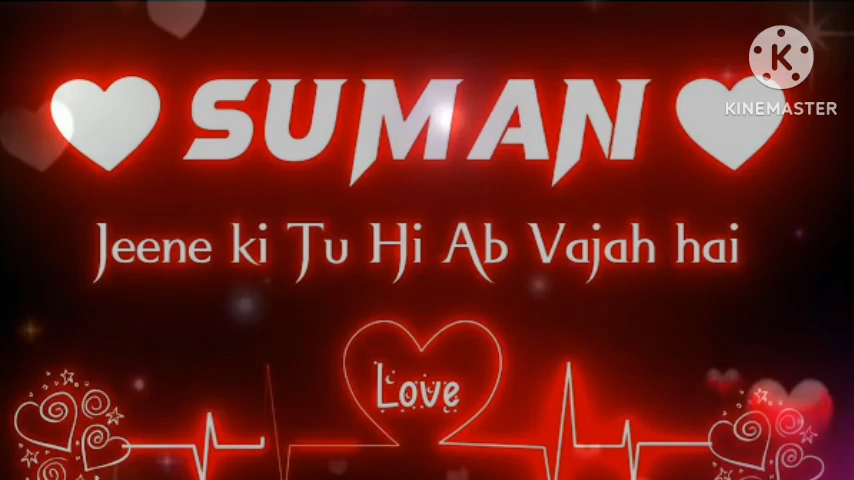 SUMAN
K
KINEMASTER
Jeene ki Tu Hi Ab Vajah hai
Love